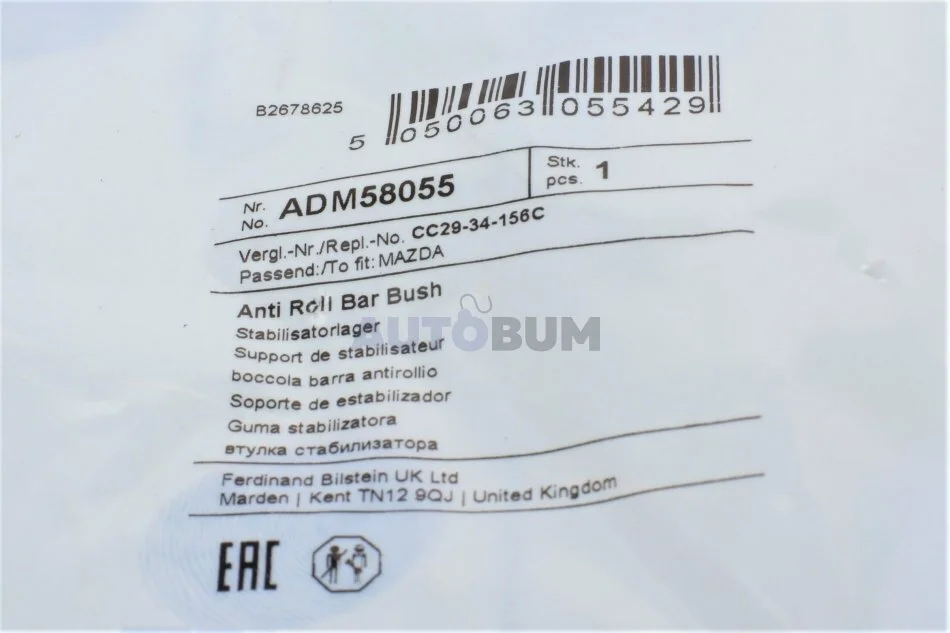 B2678625
5 050063 055429
Nr.
No. ADM58055
Stk.
pcs. 1
Vergl.-Nr./Repl.-No. CC29-34-156C
Passend:/To fit: MAZDA
Anti Roll Bar Bush
Stabilisatorlager
AUTOBUM
Support de stabilisateur
boccola barra antirollio
Soporte de estabilizador
Guma stabilizatora
втулка стабилизатора
Ferdinand Bilstein UK Ltd
Marden | Kent TN12 9QJ | United Kingdom
EAC